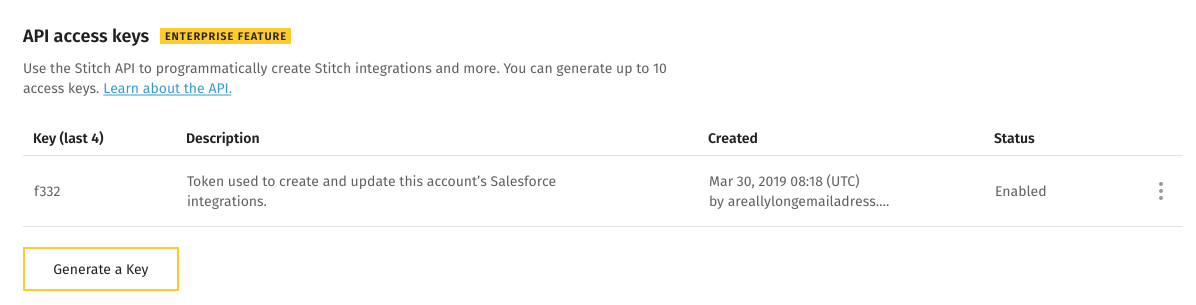 API access keys ENTERPRISE FEATURE
Use the Stitch API to programmatically create Stitch integrations and more. You can generate up to 10
access keys. Learn about the API.
Key (last 4) Description Created Status
f332 Token used to create and update this account’s Salesforce
integrations. Mar 30, 2019 08:18 (UTC)
by areallylongemailadress.... Enabled
Generate a Key